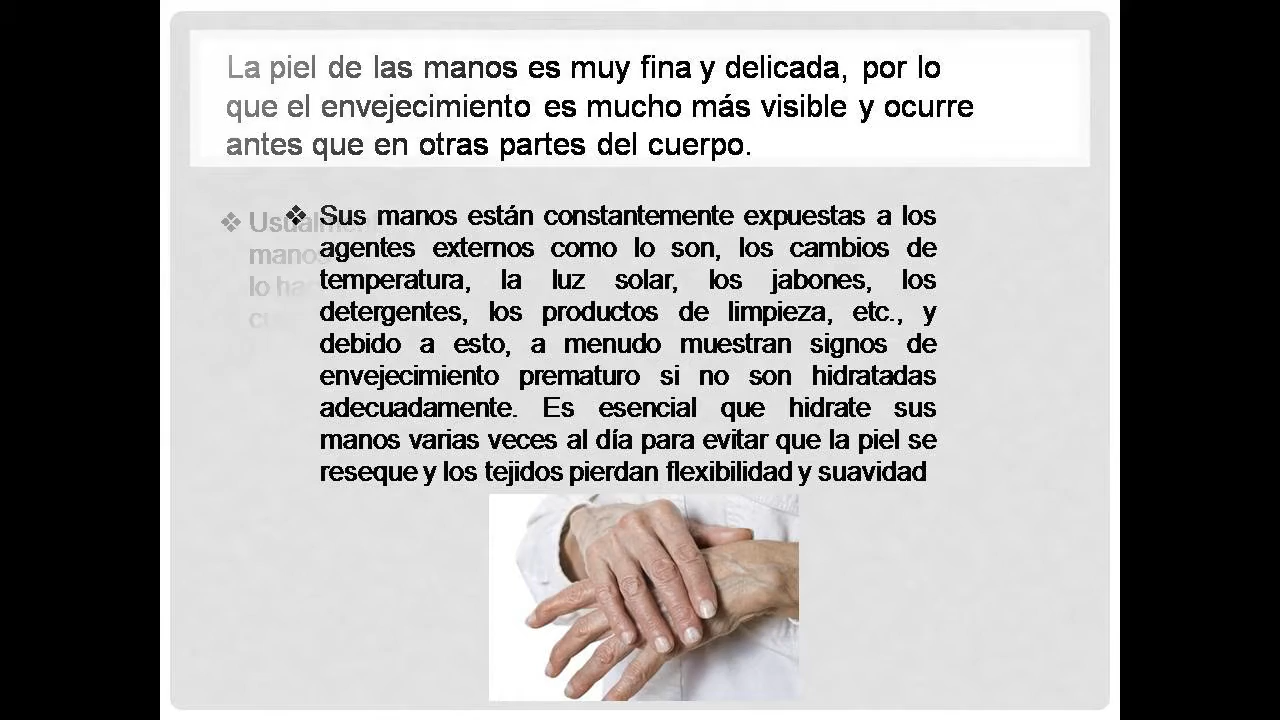 La piel de las manos es muy fina y delicada, por lo
que el envejecimiento es mucho más visible y ocurre
antes que en otras partes del cuerpo.
❖ Sus manos están constantemente expuestas a los
agentes externos como lo son, los cambios de
temperatura, la luz solar, los jabones, los
detergentes, los productos de limpieza, etc., y
debido a esto, a menudo muestran signos de
envejecimiento prematuro si no son hidratadas
adecuadamente. Es esencial que hidrate sus
manos varias veces al día para evitar que la piel se
reseque y los tejidos pierdan flexibilidad y suavidad
❖
manos
lo